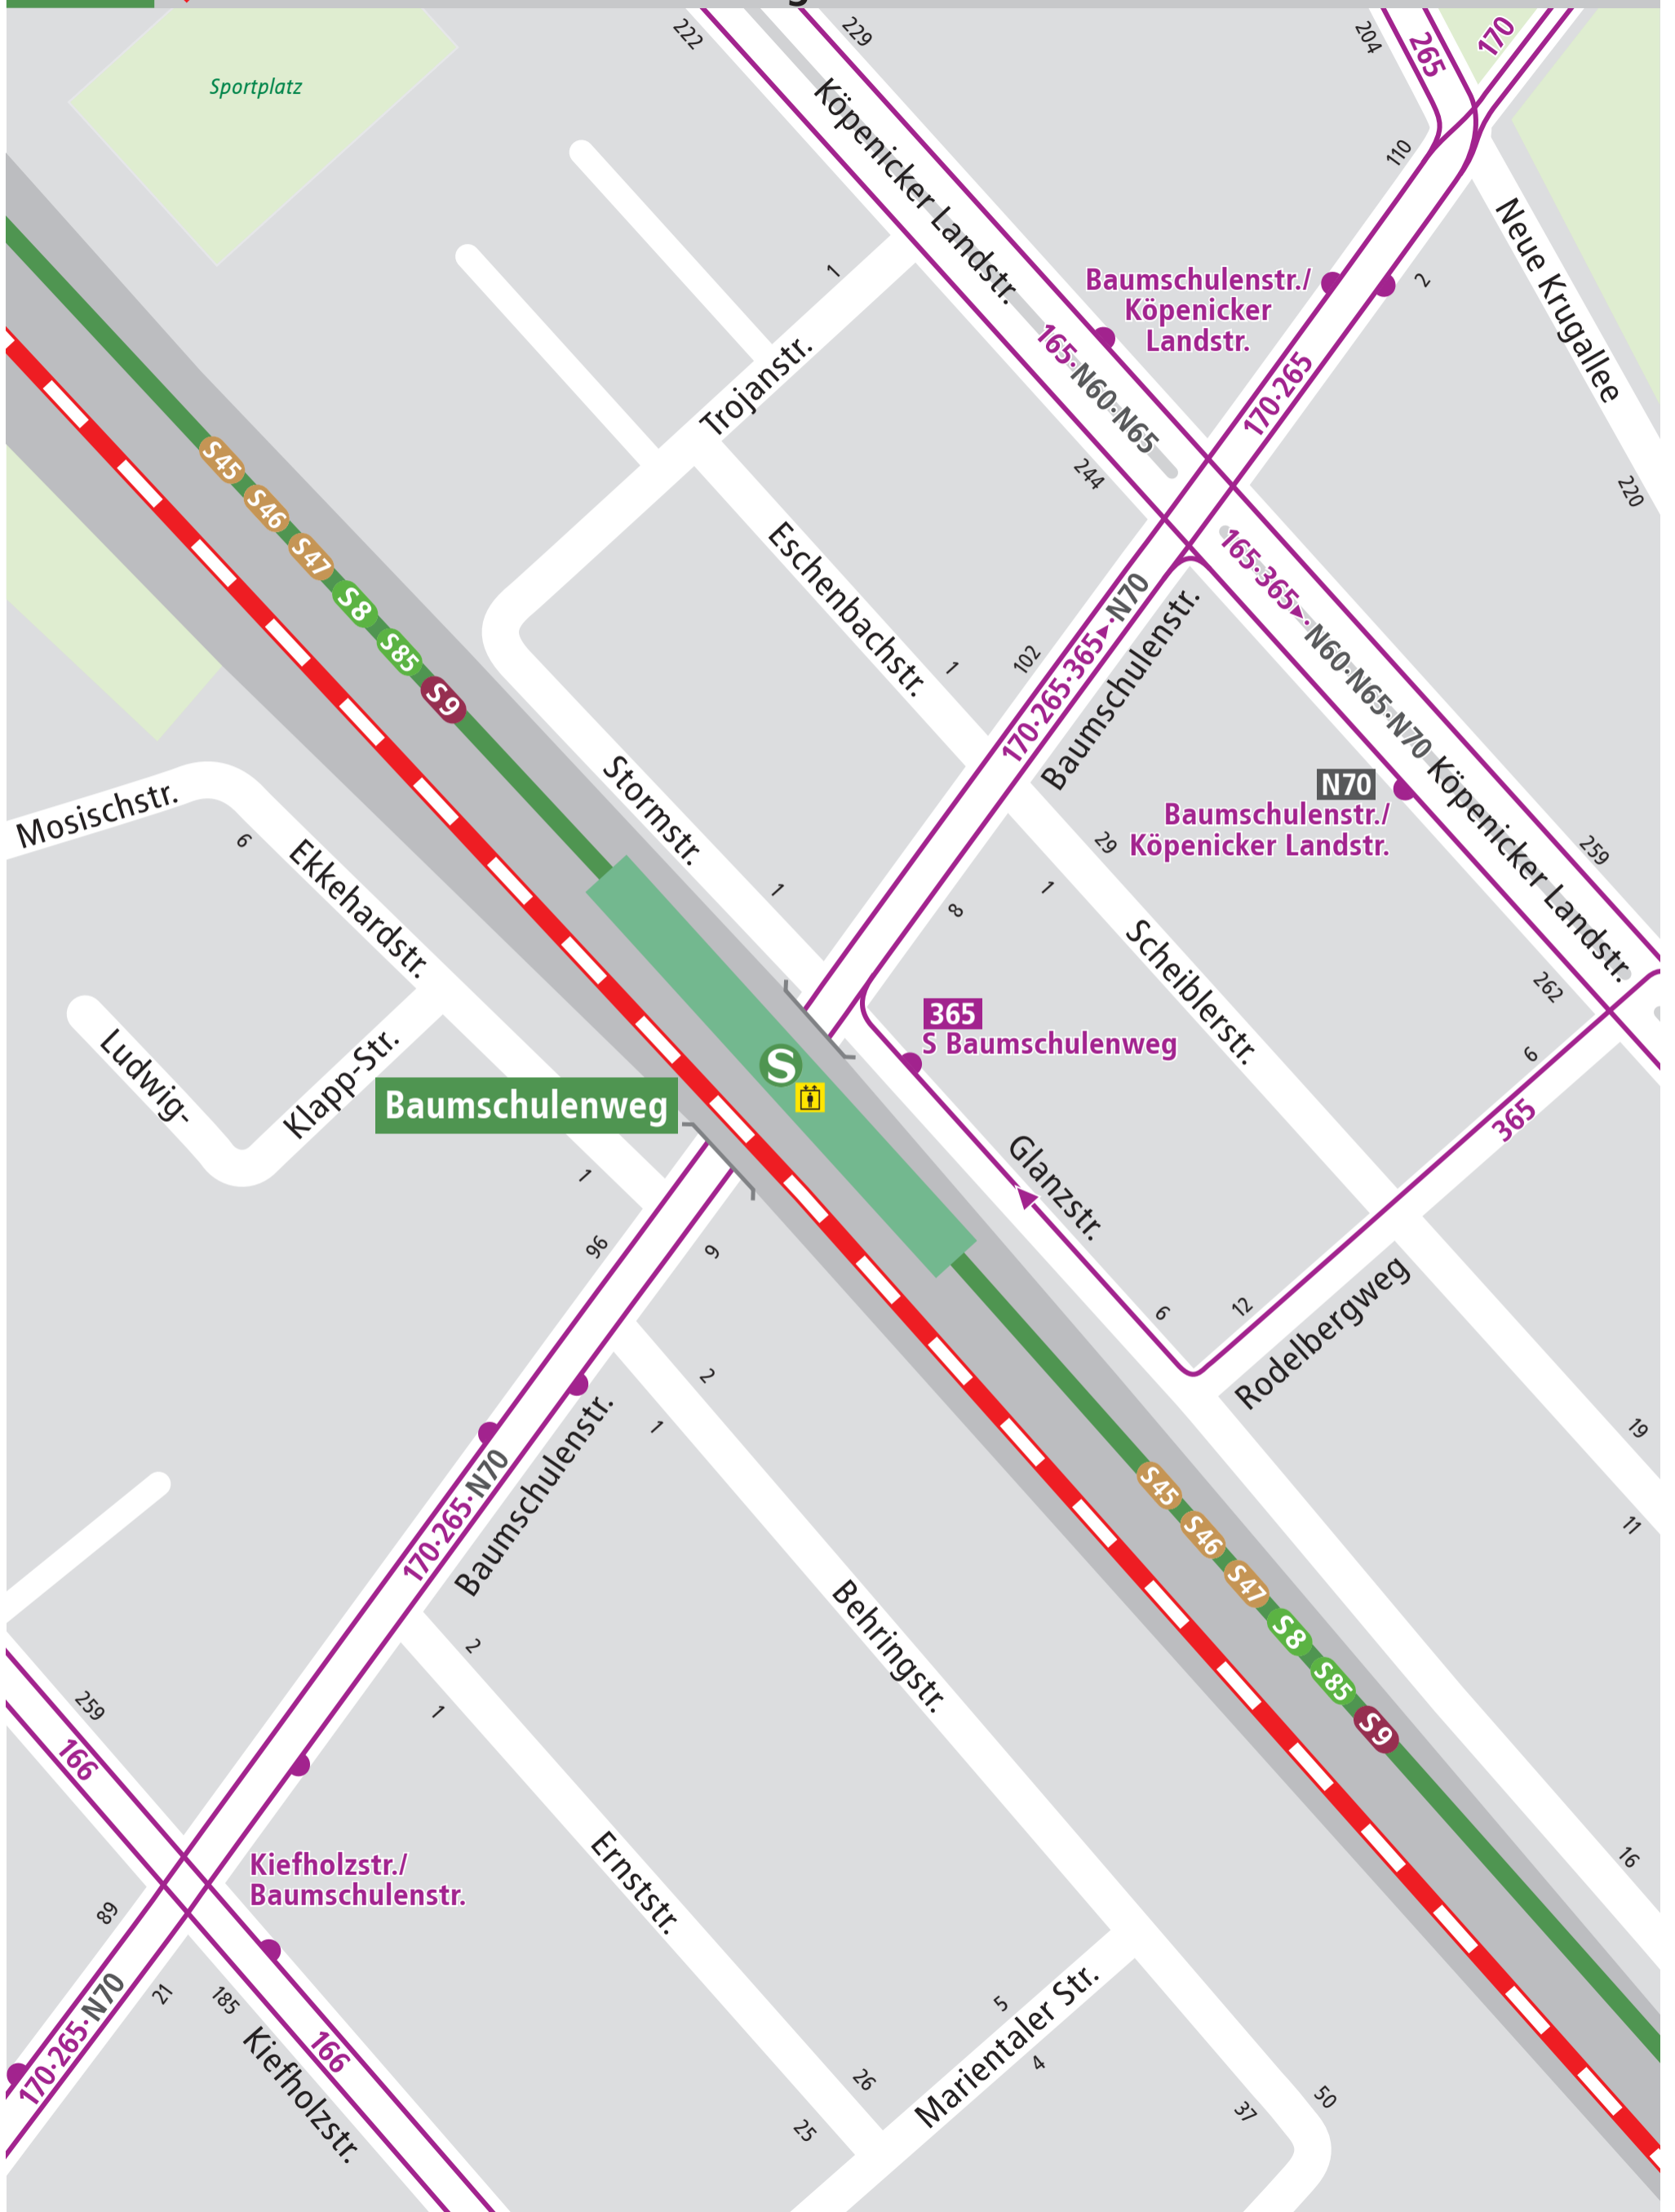 222
229
204
265
170
Sportplatz
Köpenicker Landstr.
110
Neue Krugallee
1
Baumschulenstr./
Köpenicker
Landstr.
2
165·N60·N65
170·265
Trojanstr.
244
220
S45
S46
S47
S8
S85
S9
Eschenbachstr.
1
102
170·265·365►·N70
Baumschulenstr.
165·365►·N60·N65·N70 Köpenicker Landstr.
N70
Baumschulenstr./
Köpenicker Landstr.
259
262
Mosischstr.
6
Ekkehardstr.
Stormstr.
1
29
1
8
Scheiblerstr.
365
S Baumschulenweg
6
365
Ludwig-
Klapp-Str.
S
Baumschulenweg
Glanzstr.
1
96
9
6
12
Rodelbergweg
2
1
19
11
170·265·N70
Baumschulenstr.
S45
S46
S47
S8
S85
S9
Behringstr.
2
1
259
166
16
Kiefholzstr./
Baumschulenstr.
Ernststr.
89
170·265·N70
21
185
Kiefholzstr.
166
5
Marientaler Str.
4
26
25
37
50